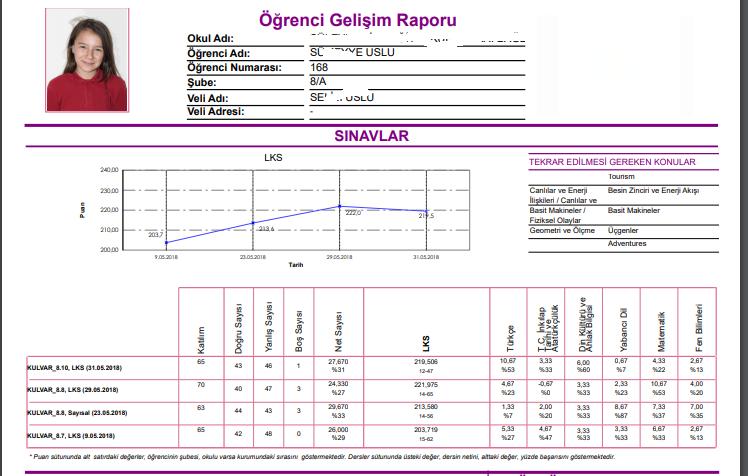 Öğrenci Gelişim Raporu
Okul Adı:
Öğrenci Adı: USLU
Öğrenci Numarası: 168
Şube: 8/A
Veli Adı: USLU
Veli Adresi: -
SINAVLAR
LKS
TEKRAR EDİLMESİ GEREKEN KONULAR
Tourism
Canlılar ve Enerji İlişkileri / Canlılar ve Besin Zinciri ve Enerji Akışı
Basit Makineler / Fiziksel Olaylar Basit Makineler
Geometri ve Ölçme Üçgenler
Adventures
Puan
240,00
230,00
220,00
210,00
200,00
203,7 213,6 222,0 219,5
9.05.2018 23.05.2018 29.05.2018 31.05.2018
Tarih
Katılım Doğru Sayısı Yanlış Sayısı Boş Sayısı Net Sayısı LKS Türkçe T.C. İnkılap Tarihi ve Atatürkçülük Din Kültürü ve Ahlak Bilgisi Yabancı Dil Matematik Fen Bilimleri
KULVAR_8.10, LKS (31.05.2018) 65 43 46 1 27,670 219,506 10,67 3,33 6,00 0,67 4,33 2,67
%31 12-47 %53 %33 %60 %7 %22 %13
KULVAR_8.8, LKS (29.05.2018) 70 40 47 3 24,330 221,975 4,67 -0,67 3,33 2,33 10,67 4,00
%27 14-65 %23 %0 %33 %23 %53 %20
KULVAR_8.8, Sayısal (23.05.2018) 63 44 43 3 29,670 213,580 1,33 2,00 3,33 8,67 7,33 7,00
%33 14-56 %7 %20 %33 %87 %37 %35
KULVAR_8.7, LKS (9.05.2018) 65 42 48 0 26,000 203,719 5,33 4,67 3,33 3,33 6,67 2,67
%29 15-62 %27 %47 %33 %33 %33 %13
* Puan sütununda alt satırdaki değerler, öğrencinin şubesi, okulu varsa kurumundaki sırasını göstermektedir. Dersler sütununda üsteki değer, dersin netini, alttaki değer, yüzde başarısını göstermektedir.